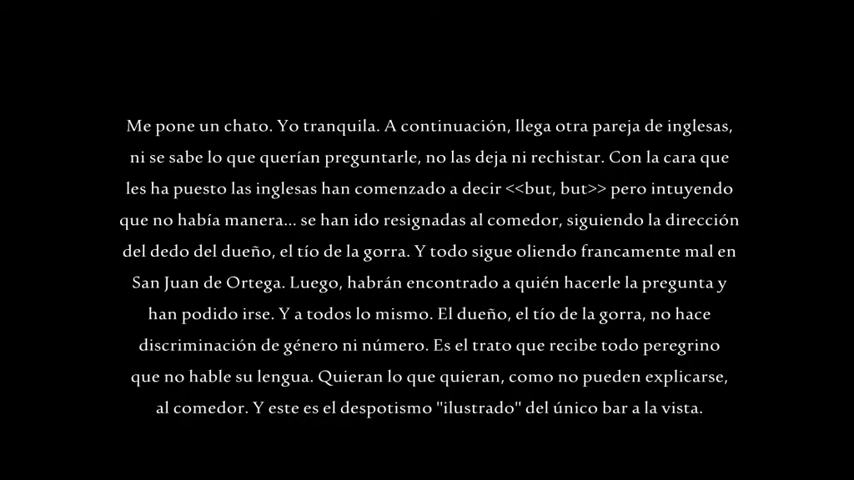 Me pone un chato. Yo tranquila. A continuación, llega otra pareja de inglesas,
ni se sabe lo que querían preguntarle, no las deja ni rechistar. Con la cara que
les ha puesto las inglesas han comenzado a decir <<but, but>> pero intuyendo
que no había manera... se han ido resignadas al comedor, siguiendo la dirección
del dedo del dueño, el tío de la gorra. Y todo sigue oliendo francamente mal en
San Juan de Ortega. Luego, habrán encontrado a quién hacerle la pregunta y
han podido irse. Y a todos lo mismo. El dueño, el tío de la gorra, no hace
discriminación de género ni número. Es el trato que recibe todo peregrino
que no hable su lengua. Quieran lo que quieran, como no pueden explicarse,
al comedor. Y este es el despotismo "ilustrado" del único bar a la vista.